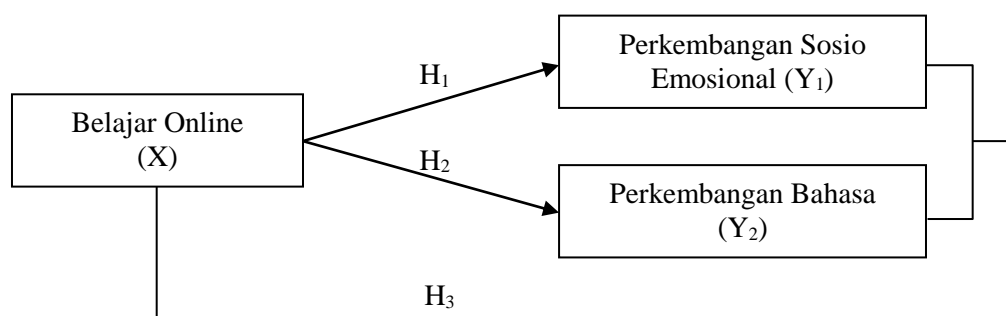 Perkembangan Sosio
Emosional (Y₁)
H₁
Belajar Online
(X)
H₂
Perkembangan Bahasa
(Y₂)
H₃